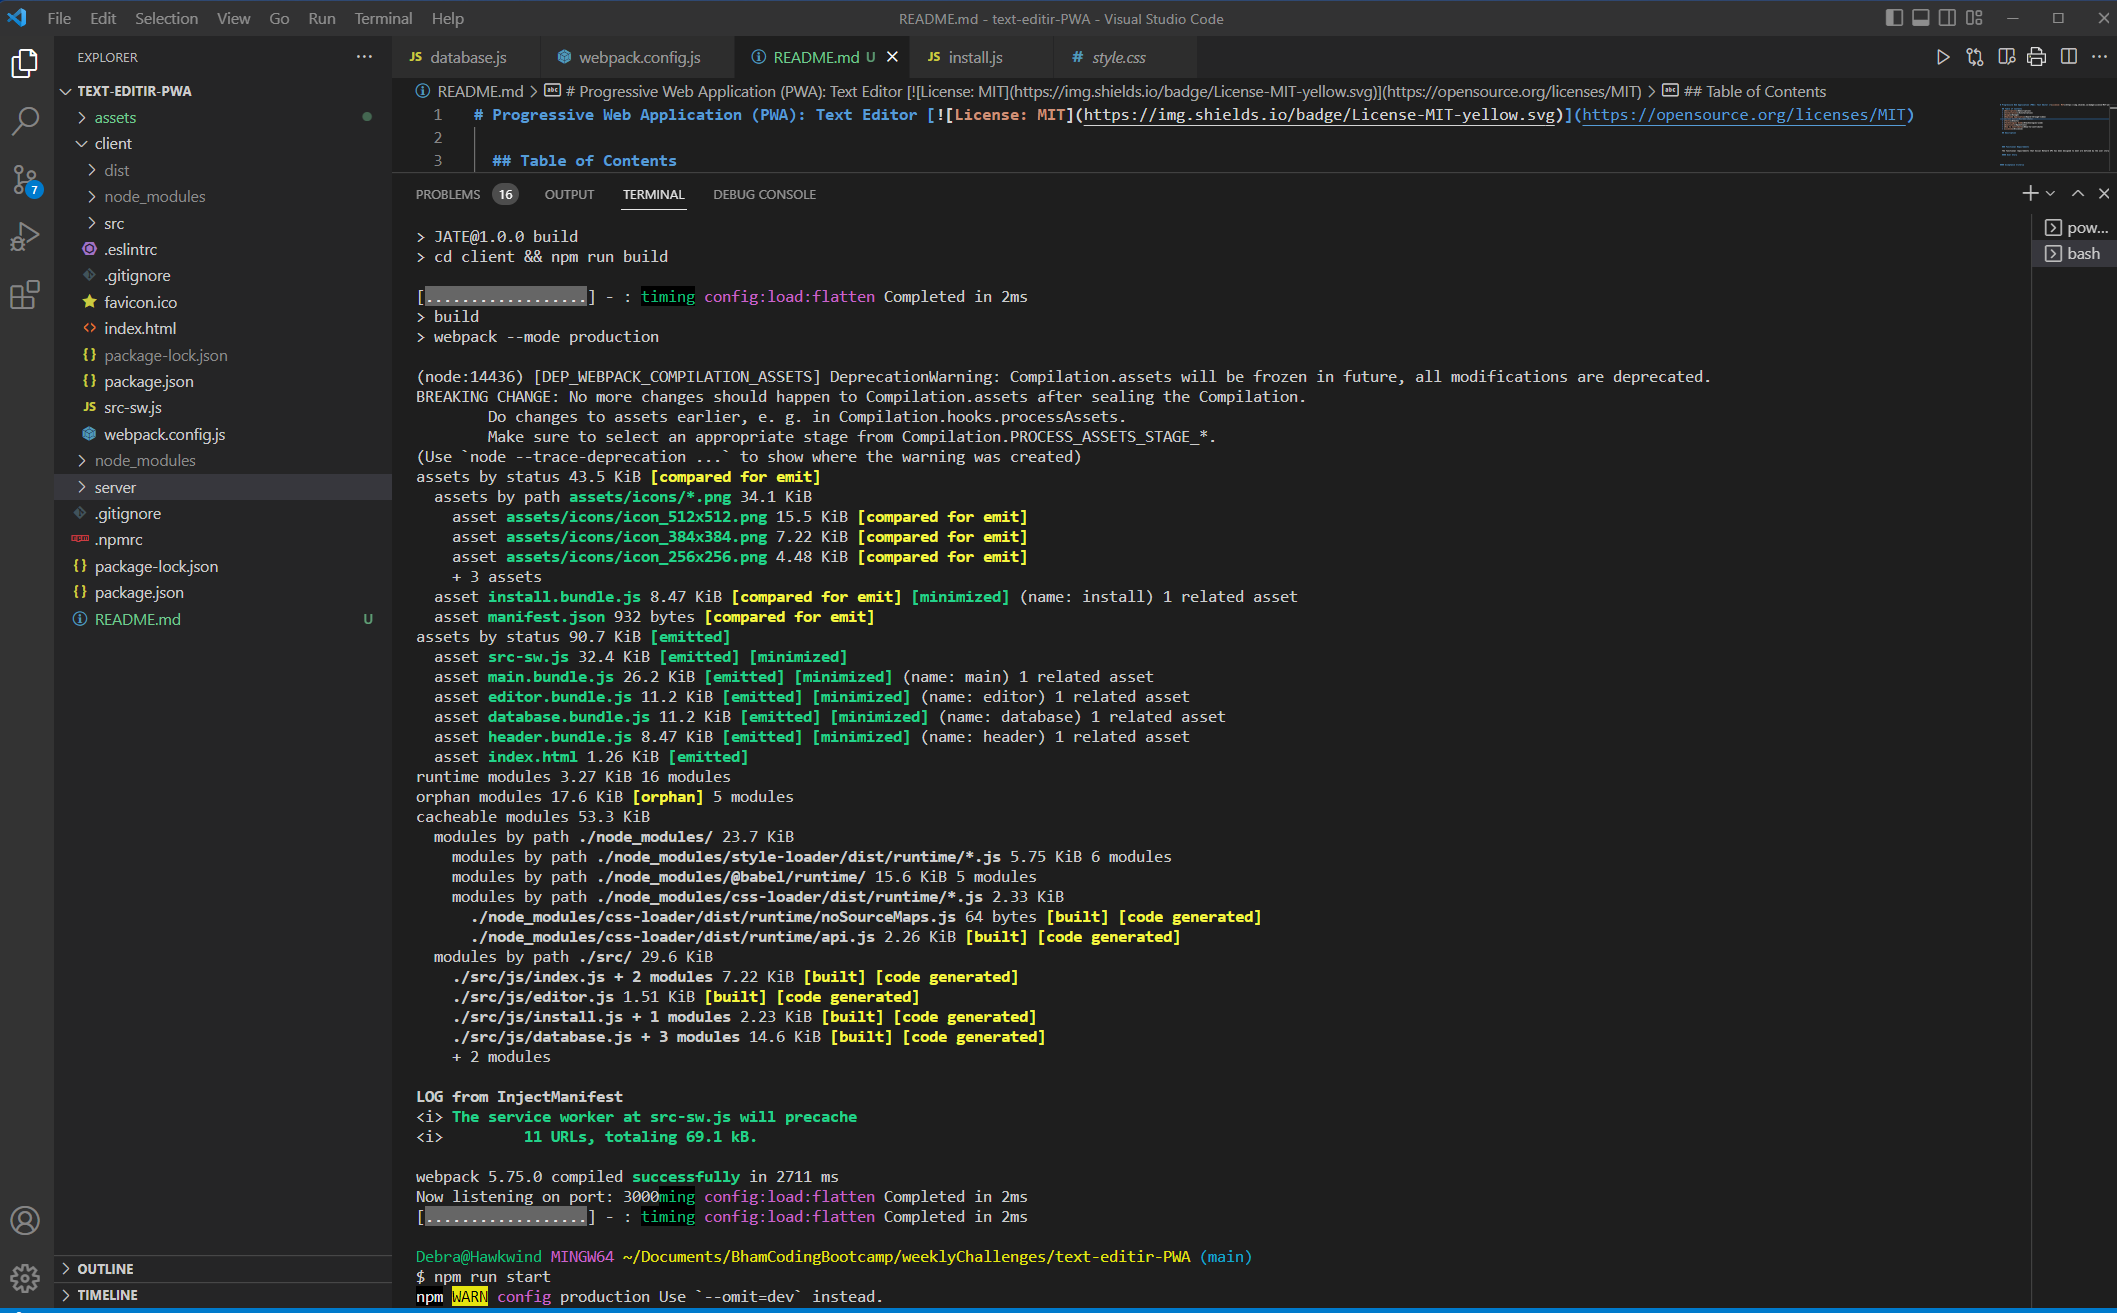 File Edit Selection View Go Run Terminal Help README.md - text-editir-PWA - Visual Studio Code
EXPLORER
TEXT-EDITIR-PWA
assets
client
dist
node_modules
src
.eslintrc
.gitignore
favicon.ico
index.html
package-lock.json
package.json
src-sw.js
webpack.config.js
node_modules
server
.gitignore
.npmrc
package-lock.json
package.json
README.md U
OUTLINE
TIMELINE
7
JS database.js webpack.config.js README.md U JS install.js # style.css
README.md > # Progressive Web Application (PWA): Text Editor [![License: MIT](https://img.shields.io/badge/License-MIT-yellow.svg)](https://opensource.org/licenses/MIT) > ## Table of Contents
1 # Progressive Web Application (PWA): Text Editor [![License: MIT](https://img.shields.io/badge/License-MIT-yellow.svg)](https://opensource.org/licenses/MIT)
2
3 ## Table of Contents
PROBLEMS 16 OUTPUT TERMINAL DEBUG CONSOLE
pow...
bash
> JATE@1.0.0 build
> cd client && npm run build
[..................] - : timing config:load:flatten Completed in 2ms
> build
> webpack --mode production
(node:14436) [DEP_WEBPACK_COMPILATION_ASSETS] DeprecationWarning: Compilation.assets will be frozen in future, all modifications are deprecated.
BREAKING CHANGE: No more changes should happen to Compilation.assets after sealing the Compilation.
Do changes to assets earlier, e. g. in Compilation.hooks.processAssets.
Make sure to select an appropriate stage from Compilation.PROCESS_ASSETS_STAGE_*.
(Use `node --trace-deprecation ...` to show where the warning was created)
assets by status 43.5 KiB [compared for emit]
assets by path assets/icons/*.png 34.1 KiB
asset assets/icons/icon_512x512.png 15.5 KiB [compared for emit]
asset assets/icons/icon_384x384.png 7.22 KiB [compared for emit]
asset assets/icons/icon_256x256.png 4.48 KiB [compared for emit]
+ 3 assets
asset install.bundle.js 8.47 KiB [compared for emit] [minimized] (name: install) 1 related asset
asset manifest.json 932 bytes [compared for emit]
assets by status 90.7 KiB [emitted]
asset src-sw.js 32.4 KiB [emitted] [minimized]
asset main.bundle.js 26.2 KiB [emitted] [minimized] (name: main) 1 related asset
asset editor.bundle.js 11.2 KiB [emitted] [minimized] (name: editor) 1 related asset
asset database.bundle.js 11.2 KiB [emitted] [minimized] (name: database) 1 related asset
asset header.bundle.js 8.47 KiB [emitted] [minimized] (name: header) 1 related asset
asset index.html 1.26 KiB [emitted]
runtime modules 3.27 KiB 16 modules
orphan modules 17.6 KiB [orphan] 5 modules
cacheable modules 53.3 KiB
modules by path ./node_modules/ 23.7 KiB
modules by path ./node_modules/style-loader/dist/runtime/*.js 5.75 KiB 6 modules
modules by path ./node_modules/@babel/runtime/ 15.6 KiB 5 modules
modules by path ./node_modules/css-loader/dist/runtime/*.js 2.33 KiB
./node_modules/css-loader/dist/runtime/noSourceMaps.js 64 bytes [built] [code generated]
./node_modules/css-loader/dist/runtime/api.js 2.26 KiB [built] [code generated]
modules by path ./src/ 29.6 KiB
./src/js/index.js + 2 modules 7.22 KiB [built] [code generated]
./src/js/editor.js 1.51 KiB [built] [code generated]
./src/js/install.js + 1 modules 2.23 KiB [built] [code generated]
./src/js/database.js + 3 modules 14.6 KiB [built] [code generated]
+ 2 modules
LOG from InjectManifest
<i> The service worker at src-sw.js will precache
<i> 11 URLs, totaling 69.1 kB.
webpack 5.75.0 compiled successfully in 2711 ms
Now listening on port: 3000ming config:load:flatten Completed in 2ms
[..................] - : timing config:load:flatten Completed in 2ms
Debra@Hawkwind MINGW64 ~/Documents/BhamCodingBootcamp/weeklyChallenges/text-editir-PWA (main)
$ npm run start
npm WARN config production Use `--omit=dev` instead.